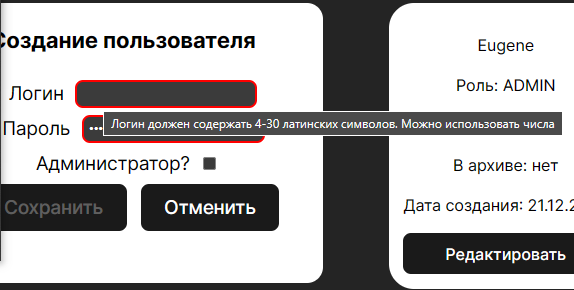 Создание пользователя
Логин
Пароль
Логин должен содержать 4-30 латинских символов. Можно использовать числа
Администратор?
Сохранить
Отменить
Eugene
Роль: ADMIN
В архиве: нет
Дата создания: 21.12.2
Редактировать